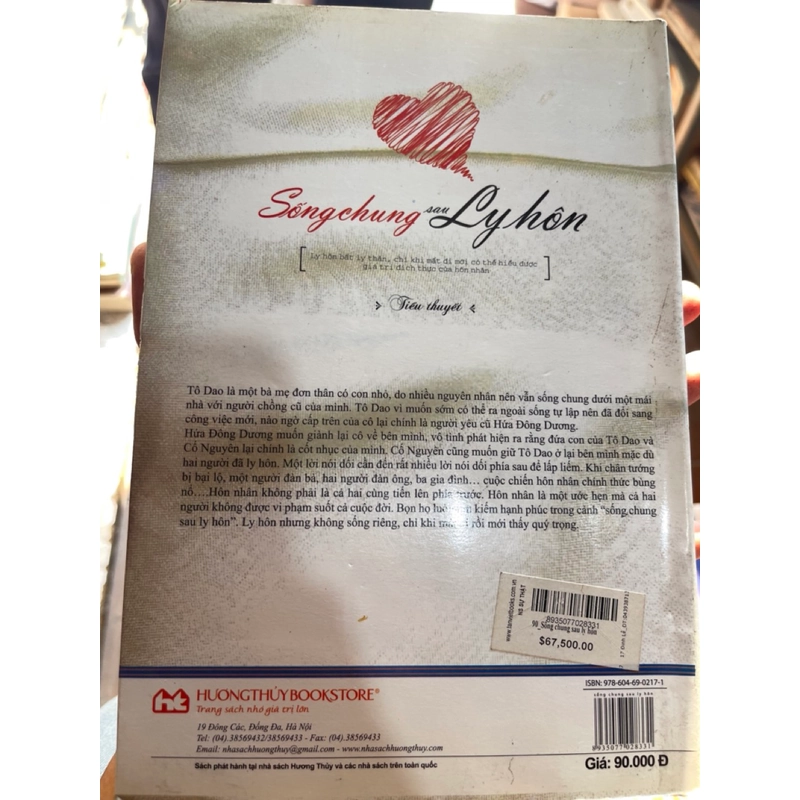 Sống chung sau Ly hôn
[ Ly hôn bất ly thân, chỉ khi mất đi mới có thể hiểu được
giá trị đích thực của hôn nhân ]
Tiểu thuyết
Tô Dao là một bà mẹ đơn thân có con nhỏ, do nhiều nguyên nhân nên vẫn sống chung dưới một mái
nhà với người chồng cũ của mình. Tô Dao vì muốn sớm có thể ra ngoài sống tự lập nên đã đổi sang
công việc mới, nào ngờ cấp trên của cô lại chính là người yêu cũ Hứa Đông Dương.
Hứa Đông Dương muốn giành lại cô về bên mình, vô tình phát hiện ra rằng đứa con của Tô Dao và
Cố Nguyên lại chính là cốt nhục của mình. Cố Nguyên cũng muốn giữ Tô Dao ở lại bên mình mặc dù
hai người đã ly hôn. Một lời nói dối cần đến rất nhiều lời nói dối phía sau để lấp liếm. Khi chân tướng
bị bại lộ, một người đàn bà, hai người đàn ông, ba gia đình... cuộc chiến hôn nhân chính thức bùng
nổ....Hôn nhân không phải là cả hai cùng tiến lên phía trước. Hôn nhân là một ước hẹn mà cả hai
người không được vi phạm suốt cả cuộc đời. Bọn họ kiếm hạnh phúc trong cảnh “sống chung
sau ly hôn”. Ly hôn nhưng không sống riêng, chỉ khi rồi mới thấy quý trọng.
www.tanvietbooks.com.vn
NS SỰ THẬT
8935077028331
90_Sống chung sau ly hôn
$67,500.00
17 Đinh Lễ_ĐT:
ISBN: 978-604-69-0217-1
sống chung sau ly hôn
8935077028331
Giá: 90.000 Đ
HƯƠNGTHỦYBOOKSTORE®
Trang sách nhỏ giá trị lớn
19 Đông Các, Đống Đa, Hà Nội
Tel: (04).38569432/38569433 - Fax: (04).38569433
Email: nhasachhuongthuy@gmail.com - www.nhasachhuongthuy.com
Sách phát hành tại nhà sách Hương Thủy và các nhà sách trên toàn quốc